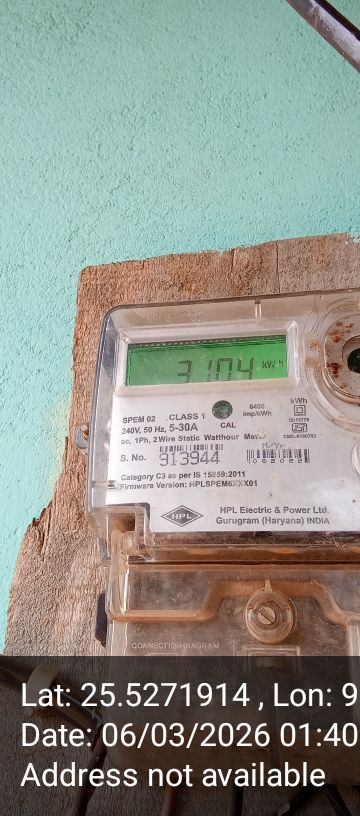 3104 kWh
SPEM 02 CLASS 1
6400
imp/kWh
kWh
240V, 50 Hz, 5-30A
CAL
IS:13779
ac, 1Ph, 2Wire Static Watthour Meter
S. No. 913944
M/Yr
Category C3 as per IS 15959:2011
Firmware Version: HPLSPEM6XXX01
HPL
HPL Electric & Power Ltd.
Gurugram (Haryana) INDIA
CONNECTION DIAGRAM
Lat: 25.5271914 , Lon: 9
Date: 06/03/2026 01:40
Address not available